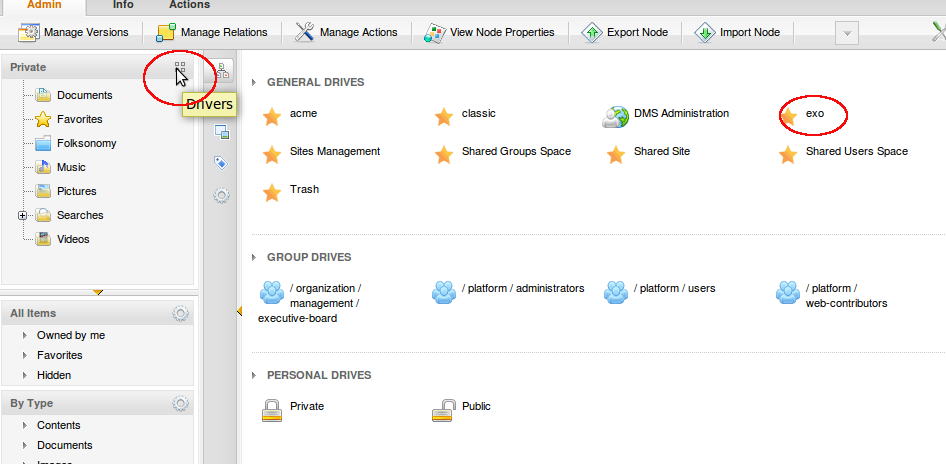 Admin Info Actions
Manage Versions Manage Relations Manage Actions View Node Properties Export Node Import Node
Private
Drivers
Documents
Favorites
Folksonomy
Music
Pictures
Searches
Videos
All Items
Owned by me
Favorites
Hidden
By Type
Contents
Documents
Images
GENERAL DRIVES
acme classic DMS Administration exo
Sites Management Shared Groups Space Shared Site Shared Users Space
Trash
GROUP DRIVES
/ organization / / platform / administrators / platform / users / platform /
management / web-contributors
executive-board
PERSONAL DRIVES
Private Public